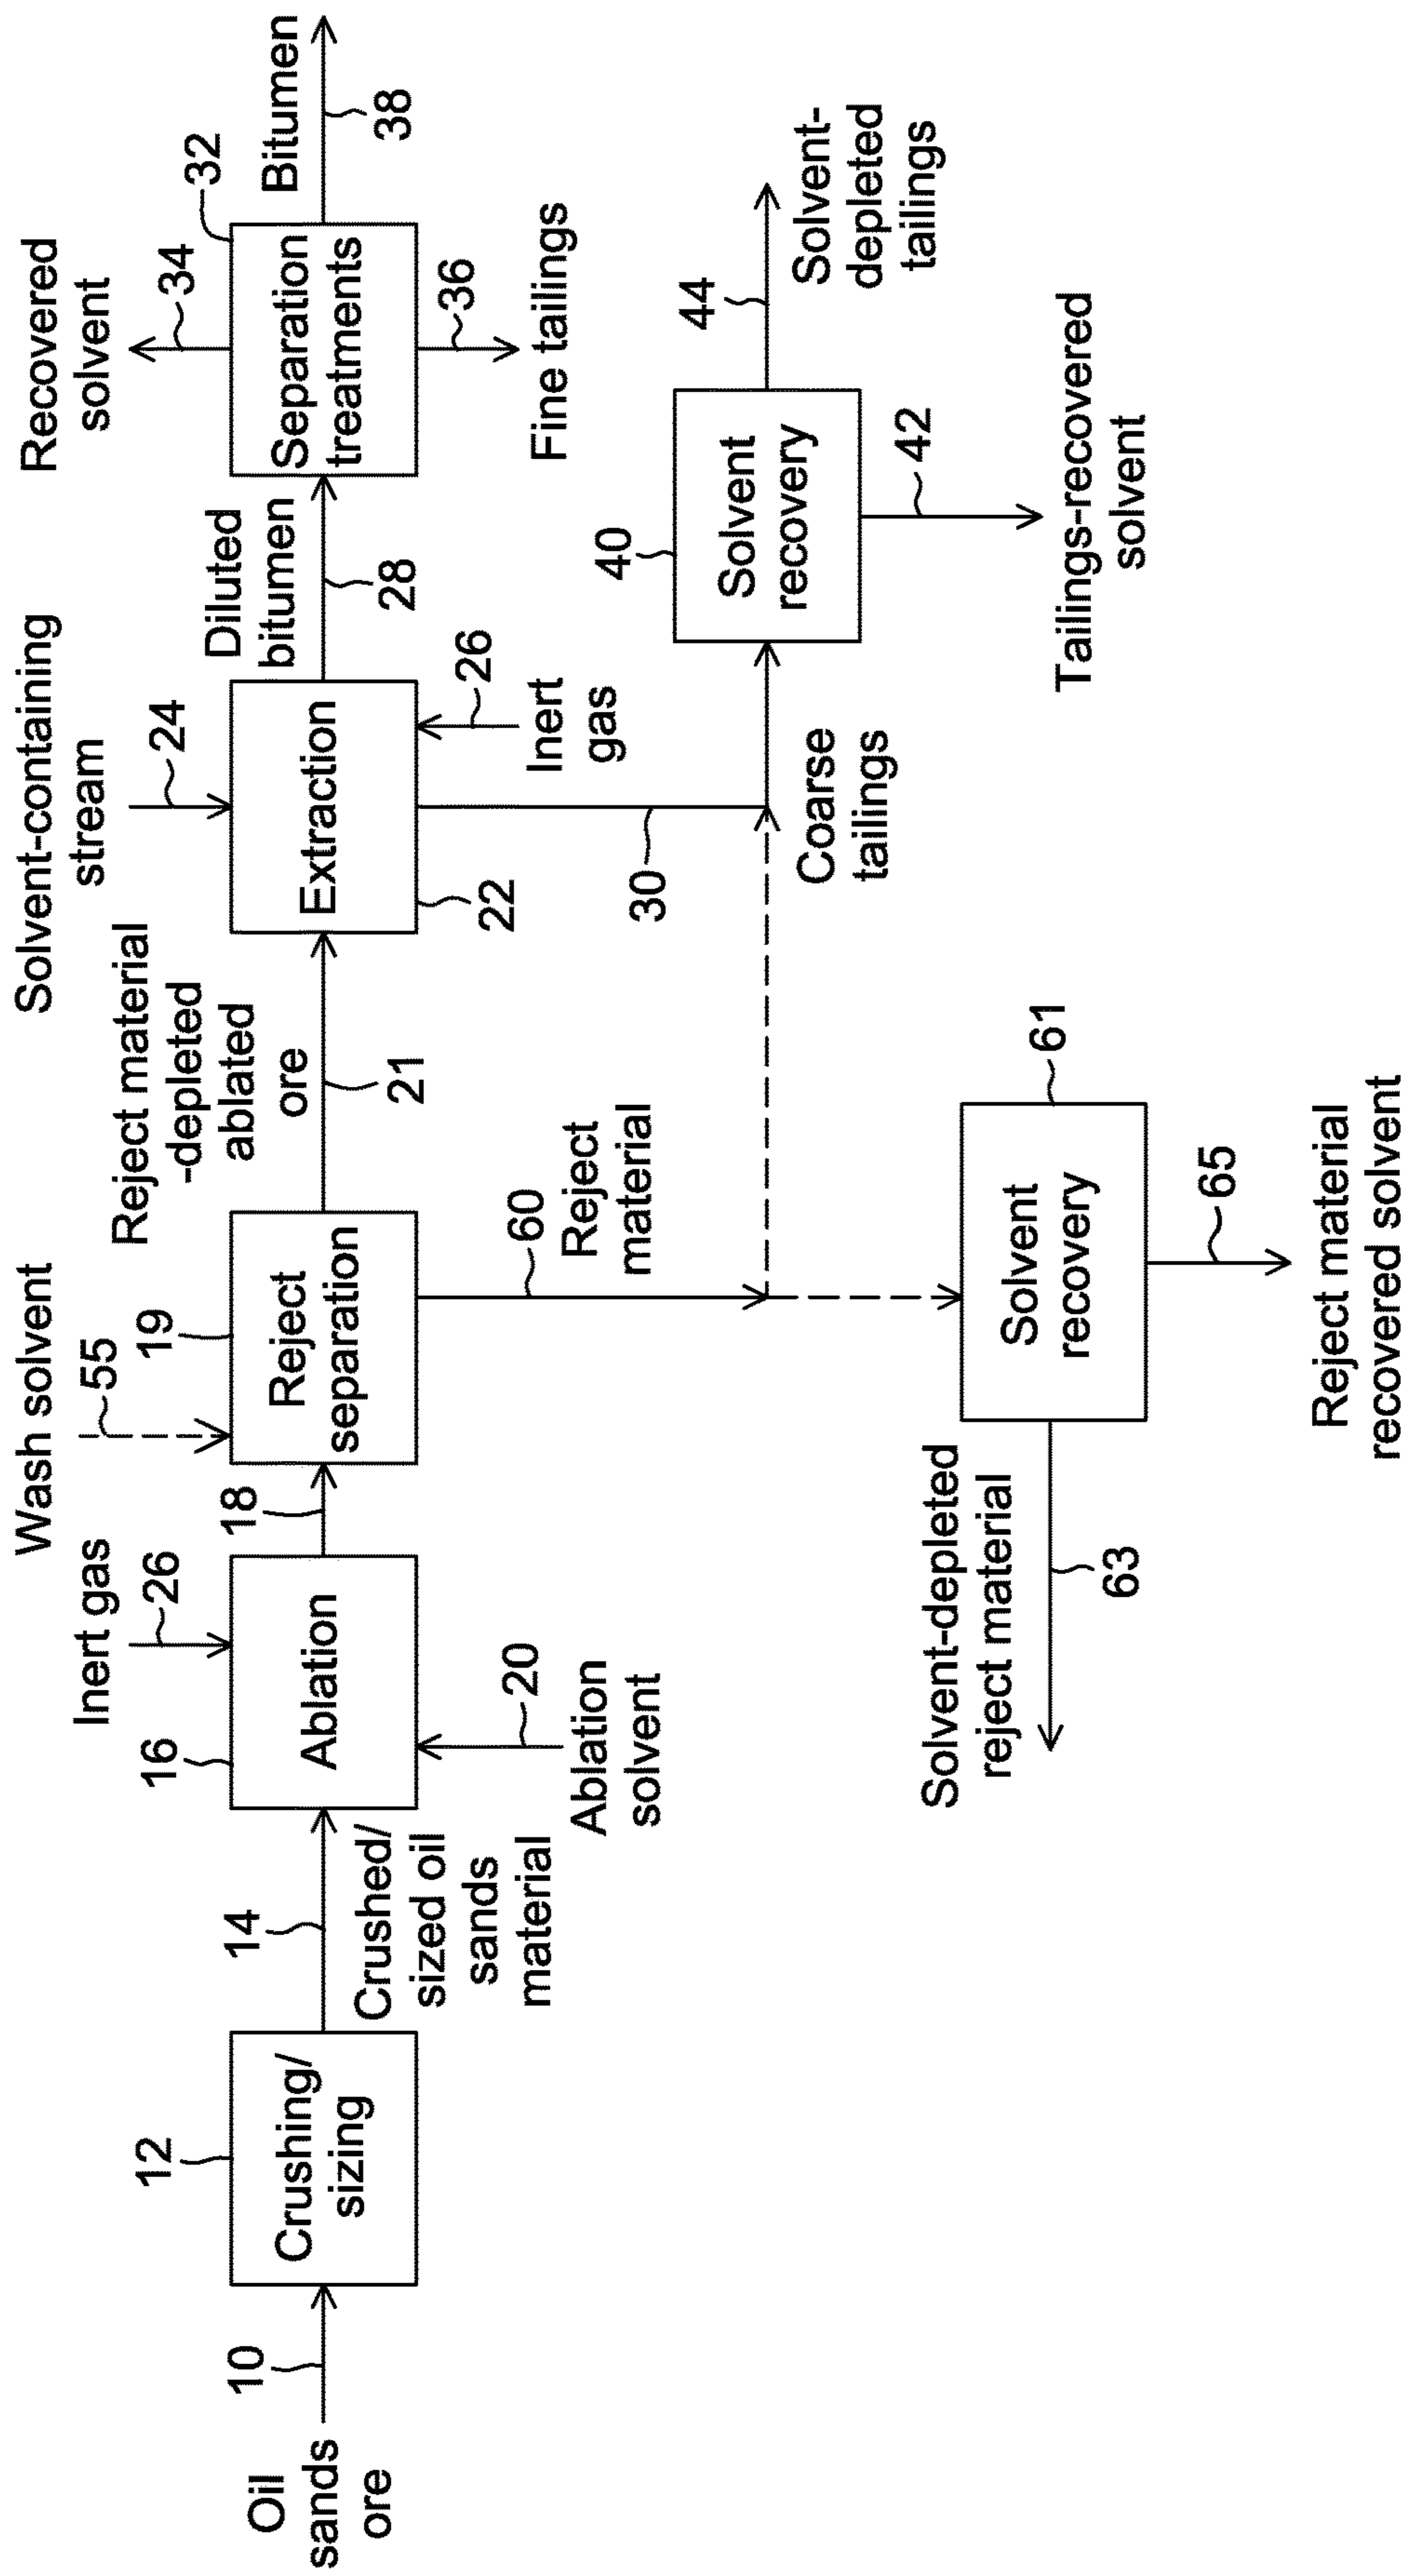 Oil
sands
ore
10
12
Crushing/
sizing
14
Crushed/
sized oil
sands
material
Inert gas
26
16
Ablation
20
Ablation
solvent
18
Wash solvent
55
19
Reject
separation
60
Reject
material
Reject material
-depleted
ablated
ore
21
Solvent-containing
stream
24
Extraction
22
26
Inert
gas
30
Coarse
tailings
Diluted
bitumen
28
Recovered
solvent
34
32
Separation
treatments
36
Fine tailings
Bitumen
38
40
Solvent
recovery
44
Solvent-
depleted
tailings
42
Tailings-recovered
solvent
61
Solvent
recovery
Solvent-depleted
reject material
63
65
Reject material
recovered solvent